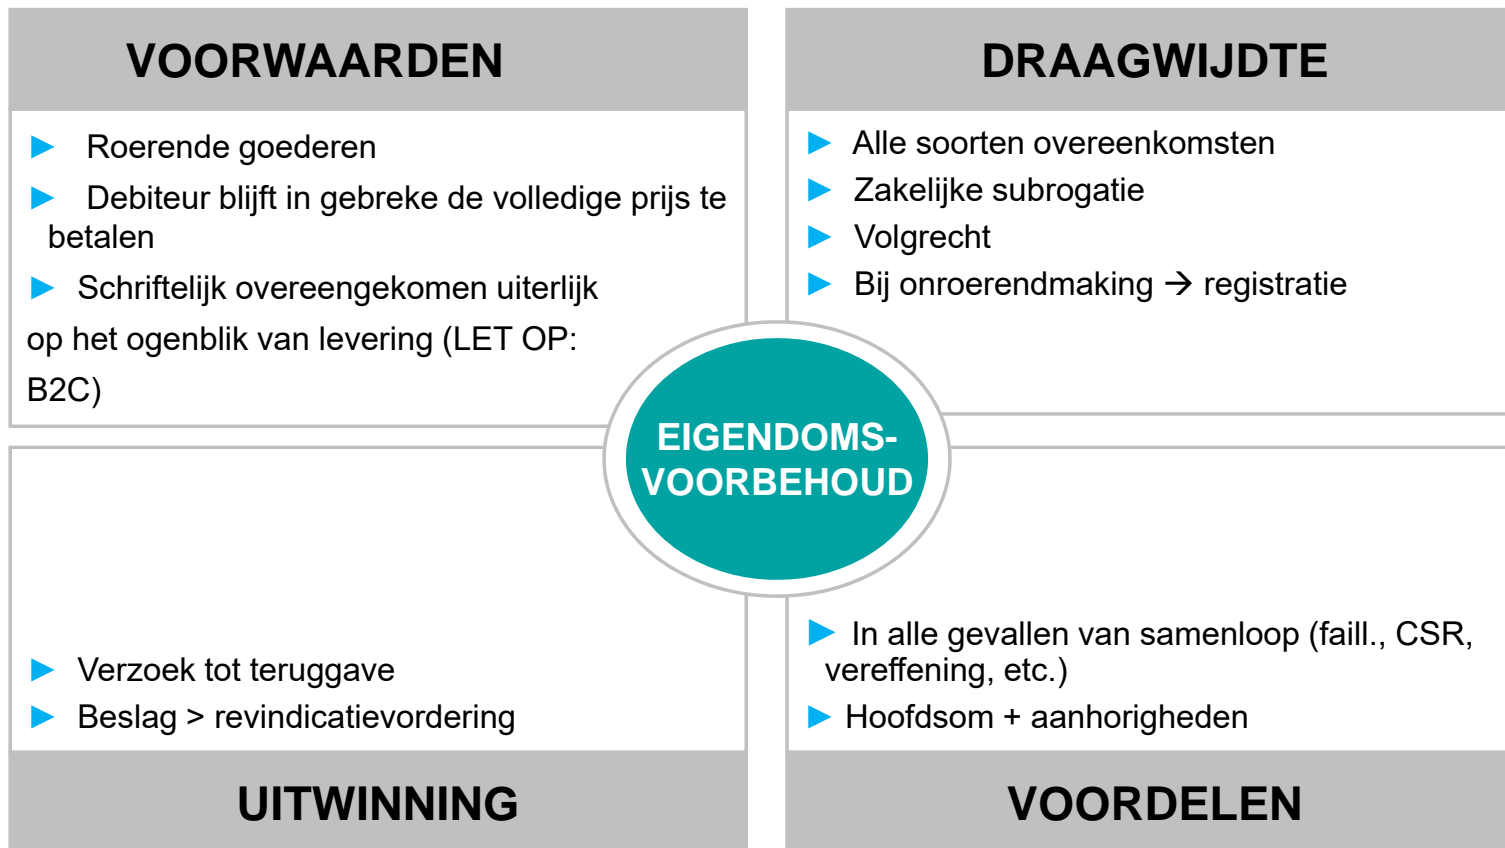 VOORWAARDEN
► Roerende goederen
► Debiteur blijft in gebreke de volledige prijs te
betalen
► Schriftelijk overeengekomen uiterlijk
op het ogenblik van levering (LET OP:
B2C)
DRAAGWIJDTE
► Alle soorten overeenkomsten
► Zakelijke subrogatie
► Volgrecht
► Bij onroerendmaking → registratie
EIGENDOMS-
VOORBEHOUD
► Verzoek tot teruggave
► Beslag > revindicatievordering
UITWINNING
► In alle gevallen van samenloop (faill., CSR,
vereffening, etc.)
► Hoofdsom + aanhorigheden
VOORDELEN